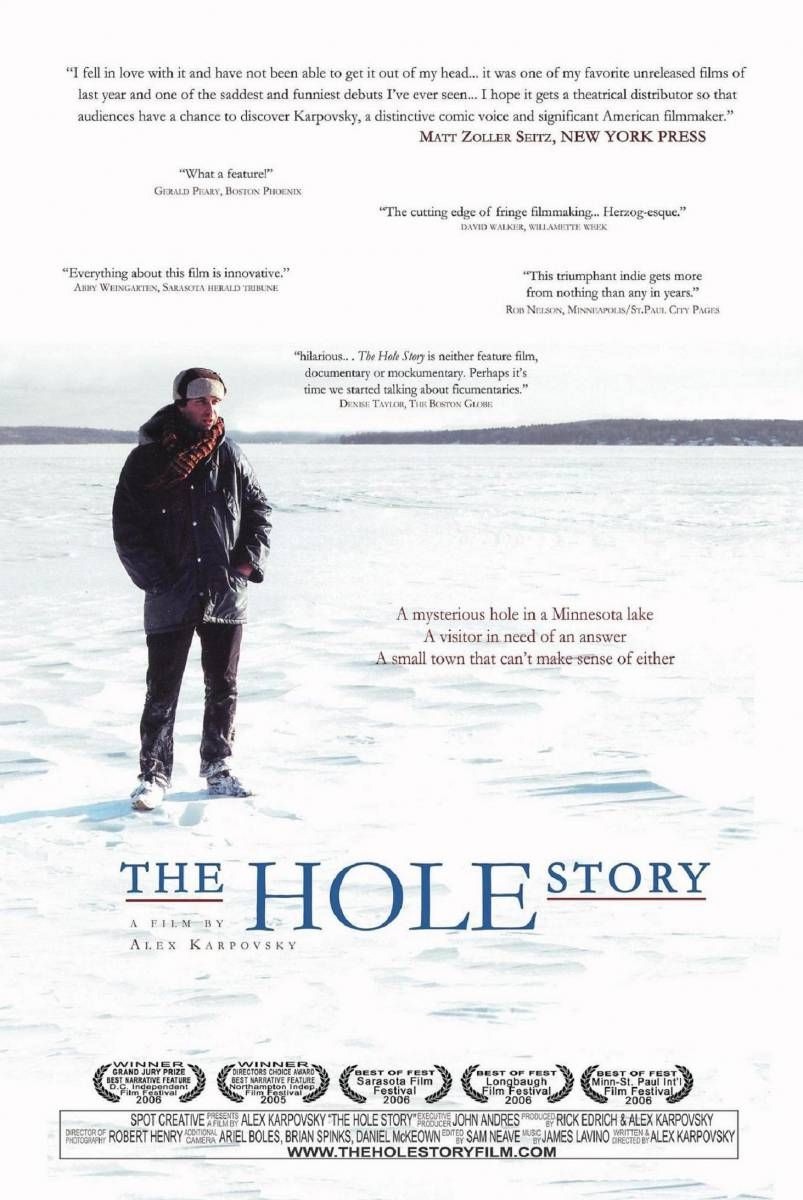 “I fell in love with it and have not been able to get it out of my head... it was one of my favorite unreleased films of
last year and one of the saddest and funniest debuts I’ve ever seen... I hope it gets a theatrical distributor so that
audiences have a chance to discover Karpovsky, a distinctive comic voice and significant American filmmaker.”
MATT ZOLLER SEITZ, NEW YORK PRESS
“What a feature!”
GERALD PEARY, BOSTON PHOENIX
“The cutting edge of fringe filmmaking... Herzog-esque.”
DAVID WALKER, WILLAMETTE WEEK
“Everything about this film is innovative.”
ABBY WEINGARTEN, SARASOTA HERALD TRIBUNE
“This triumphant indie gets more
from nothing than any in years.”
ROB NELSON, MINNEAPOLIS/ST.PAUL CITY PAGES
“hilarious.. . The Hole Story is neither feature film,
documentary or mockumentary. Perhaps it’s
time we started talking about ficumentaries.”
DENISE TAYLOR, THE BOSTON GLOBE
A mysterious hole in a Minnesota lake
A visitor in need of an answer
A small town that can’t make sense of either
THE HOLE STORY
A FILM BY
ALEX KARPOVSKY
WINNER
GRAND JURY PRIZE
BEST NARRATIVE FEATURE
D.C. Independent
Film Festival
2006
WINNER
DIRECTORS CHOICE AWARD
BEST NARRATIVE FEATURE
Northampton Indep.
Film Festival
2005
BEST OF FEST
Sarasota Film
Festival
2006
BEST OF FEST
Longbaugh
Film Festival
2006
BEST OF FEST
Minn-St. Paul Int'l
Film Festival
2006
SPOT CREATIVE PRESENTS A FILM BY ALEX KARPOVSKY "THE HOLE STORY" EXECUTIVE PRODUCER JOHN ANDRES PRODUCED BY RICK EDRICH & ALEX KARPOVSKY
DIRECTOR OF PHOTOGRAPHY ROBERT HENRY ADDITIONAL CAMERA ARIEL BOLES, BRIAN SPINKS, DANIEL McKEOWN EDITED BY SAM NEAVE MUSIC BY JAMES LAVINO WRITTEN & DIRECTED BY ALEX KARPOVSKY
WWW.THEHOLESTORYFILM.COM